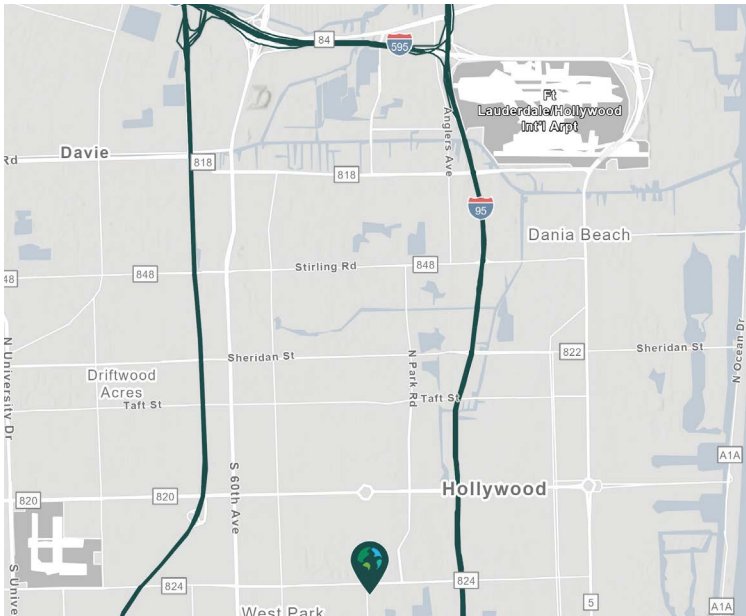 84
595
Ft
Lauderdale/Hollywood
Int'l Arpt
Anglers Ave
Rd
Davie
818
818
95
Dania Beach
48
848
Stirling Rd
848
N University Dr
Sheridan St
N Park Rd
822
Sheridan St
N Ocean Dr
Driftwood
Acres
Taft St
Taft St
S 60th Ave
A1A
820
820
Hollywood
S Unive
824
824
West Park
5
A1A